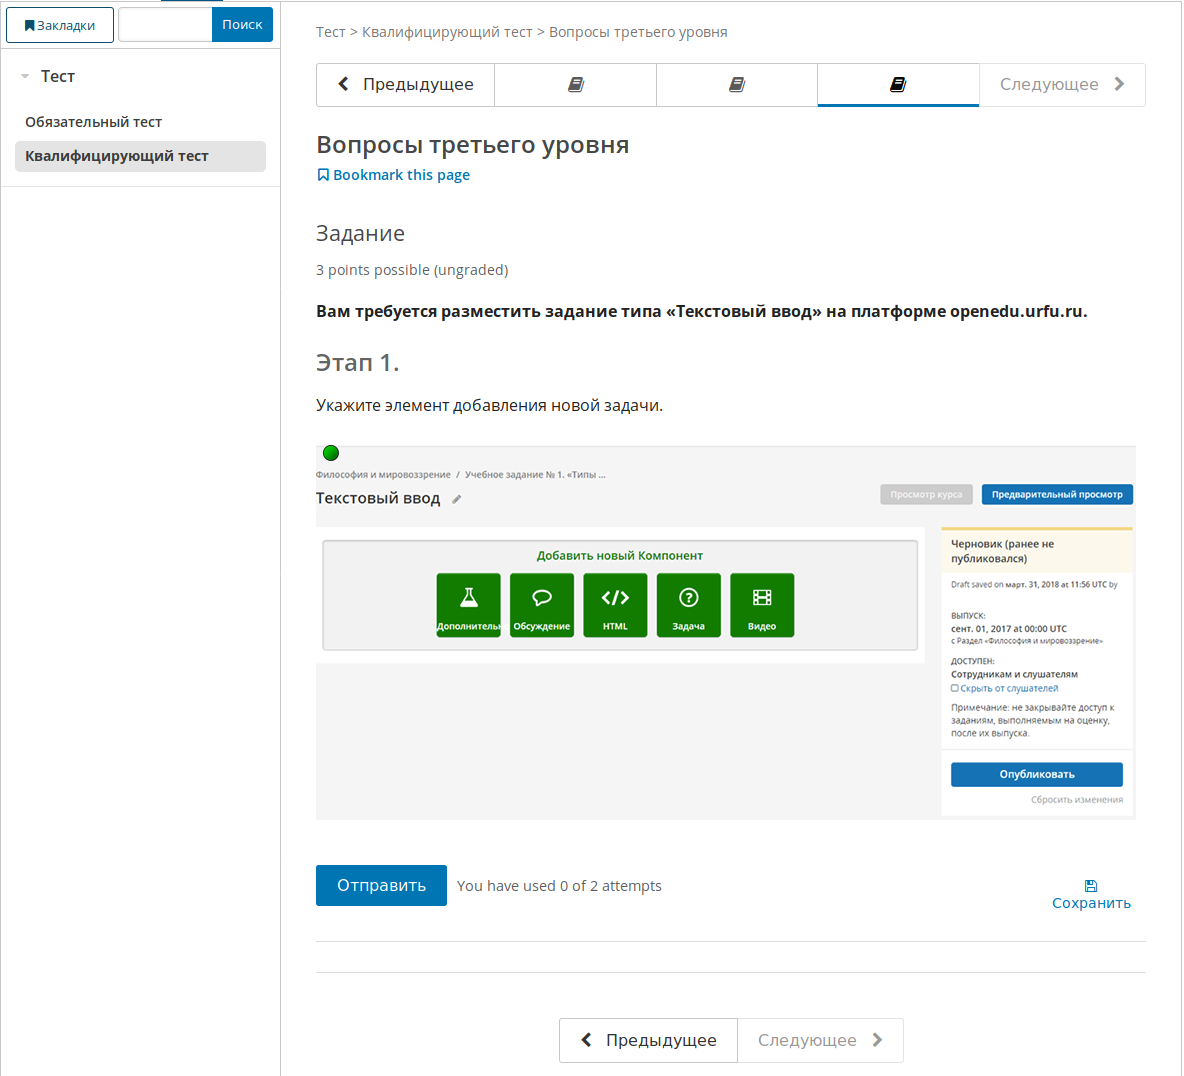 Закладки
Поиск
Тест
Обязательный тест
Квалифицирующий тест
Тест > Квалифицирующий тест > Вопросы третьего уровня
Предыдущее
Следующее
Вопросы третьего уровня
Bookmark this page
Задание
3 points possible (ungraded)
Вам требуется разместить задание типа «Текстовый ввод» на платформе openedu.urfu.ru.
Этап 1.
Укажите элемент добавления новой задачи.
Философия и мировоззрение / Учебное задание № 1. «Типы ...
Текстовый ввод
Просмотр курса
Предварительный просмотр
Добавить новый Компонент
Дополнительн
Обсуждение
HTML
Задача
Видео
Черновик (ранее не
публиковался)
Draft saved on март. 31, 2018 at 11:56 UTC by
ВЫПУСК:
сент. 01, 2017 at 00:00 UTC
с Раздел «Философия и мировоззрение»
ДОСТУПЕН:
Сотрудникам и слушателям
Скрыть от слушателей
Примечание: не закрывайте доступ к
заданиям, выполняемым на оценку,
после их выпуска.
Опубликовать
Сбросить изменения
Отправить
You have used 0 of 2 attempts
Сохранить
Предыдущее
Следующее